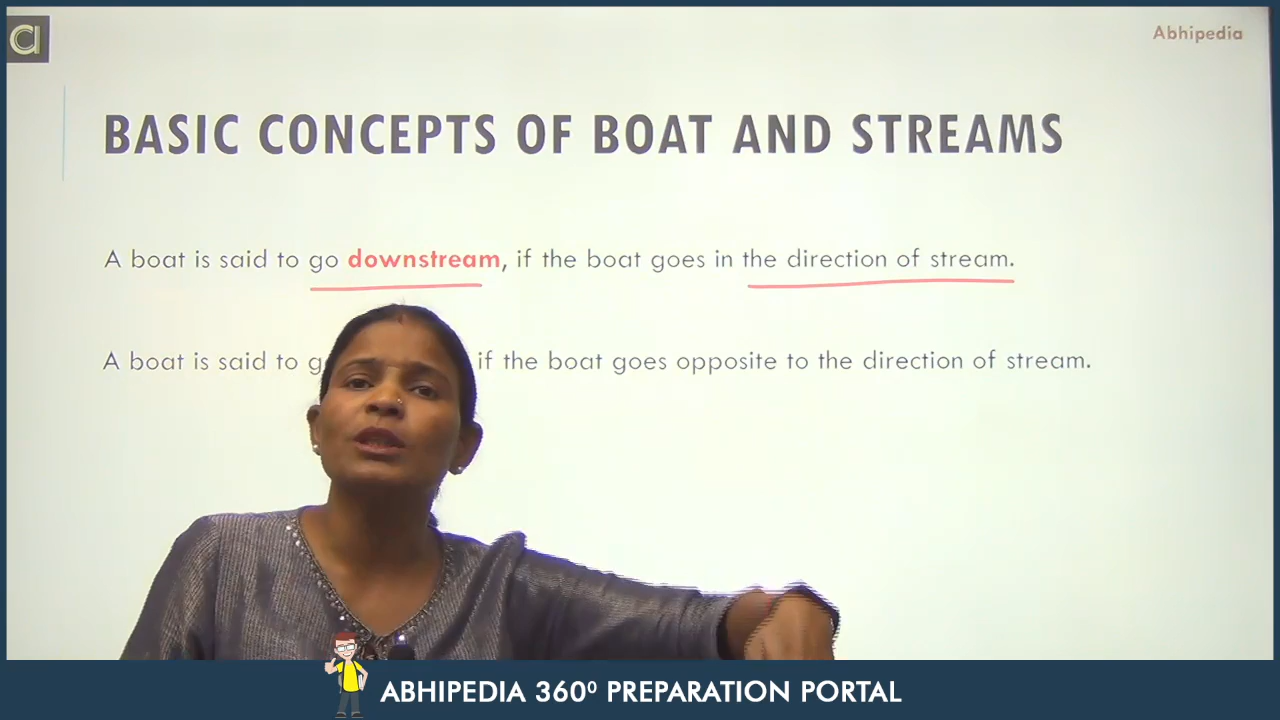 Abhipedia
BASIC CONCEPTS OF BOAT AND STREAMS
A boat is said to go downstream, if the boat goes in the direction of stream.
A boat is said to if the boat goes opposite to the direction of stream.
ABHIPEDIA 360⁰ PREPARATION PORTAL